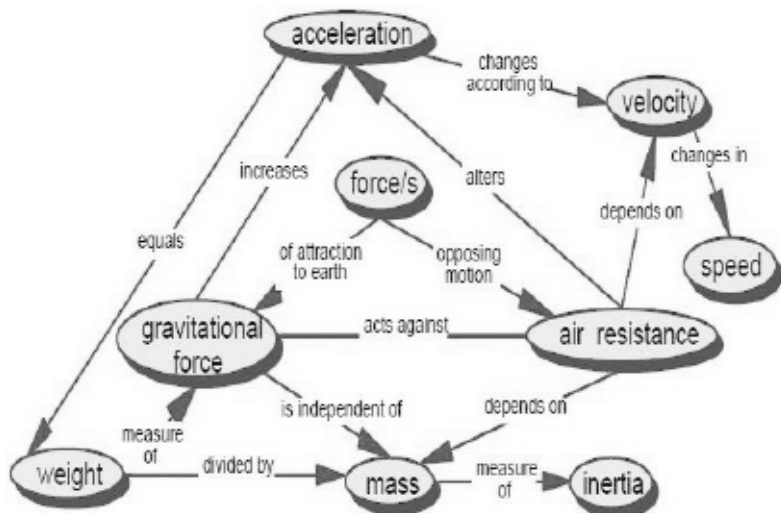 acceleration
changes
according to
velocity
increases
force/s
alters
changes in
depends on
equals
of attraction
to earth
opposing
motion
speed
gravitational
force
acts against
air resistance
is independent of
depends on
measure
of
weight
divided by
mass
measure
of
inertia